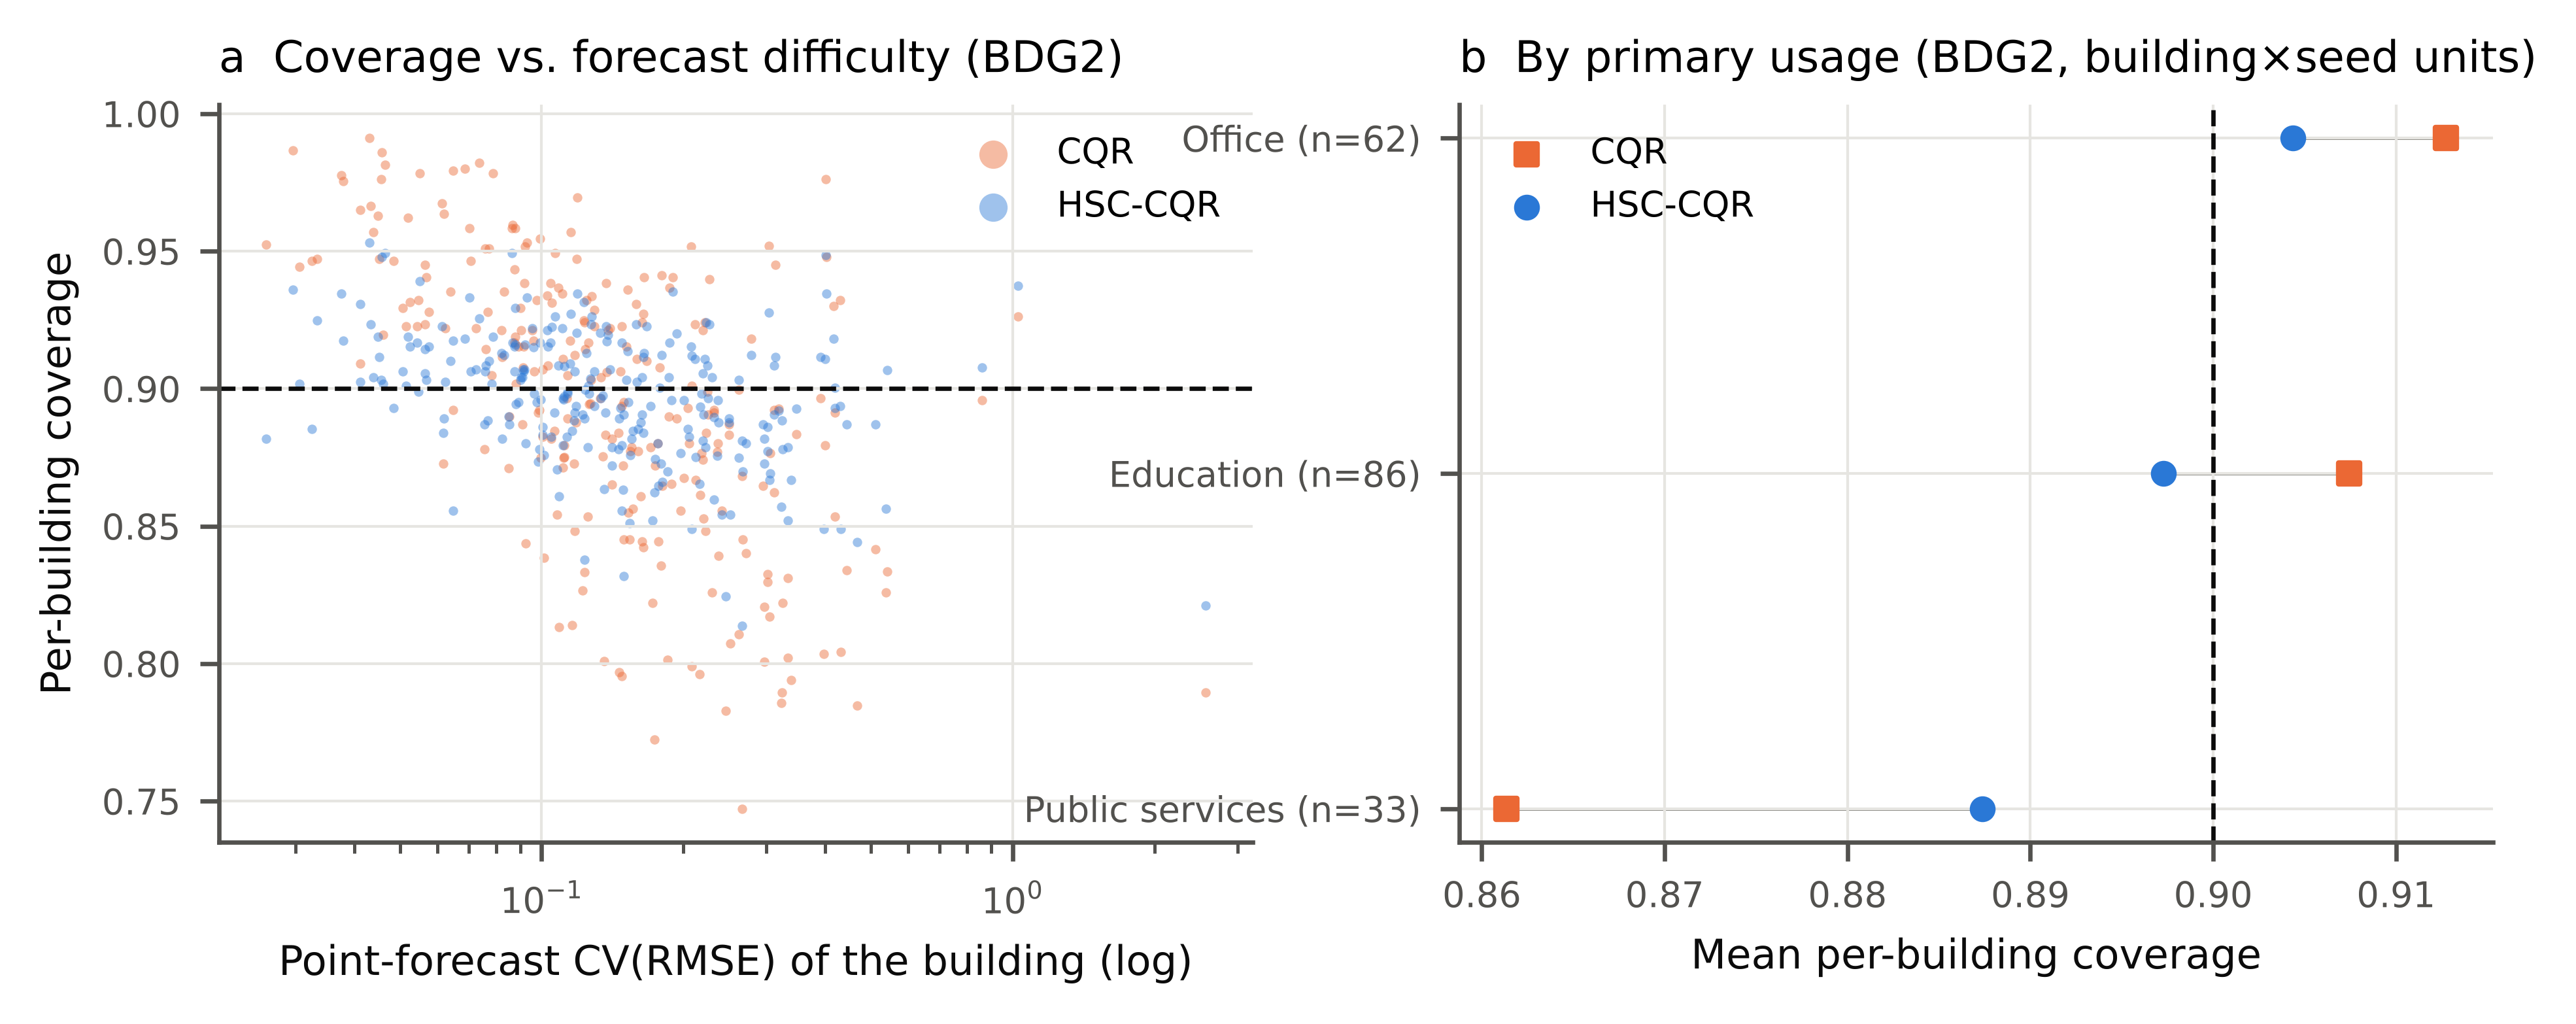 a Coverage vs. forecast difficulty (BDG2)
Per-building coverage
1.00
0.95
0.90
0.85
0.80
0.75
CQR
HSC-CQR
10⁻¹
10⁰
Point-forecast CV(RMSE) of the building (log)
b By primary usage (BDG2, building×seed units)
Office (n=62)
Education (n=86)
Public services (n=33)
CQR
HSC-CQR
0.86
0.87
0.88
0.89
0.90
0.91
Mean per-building coverage